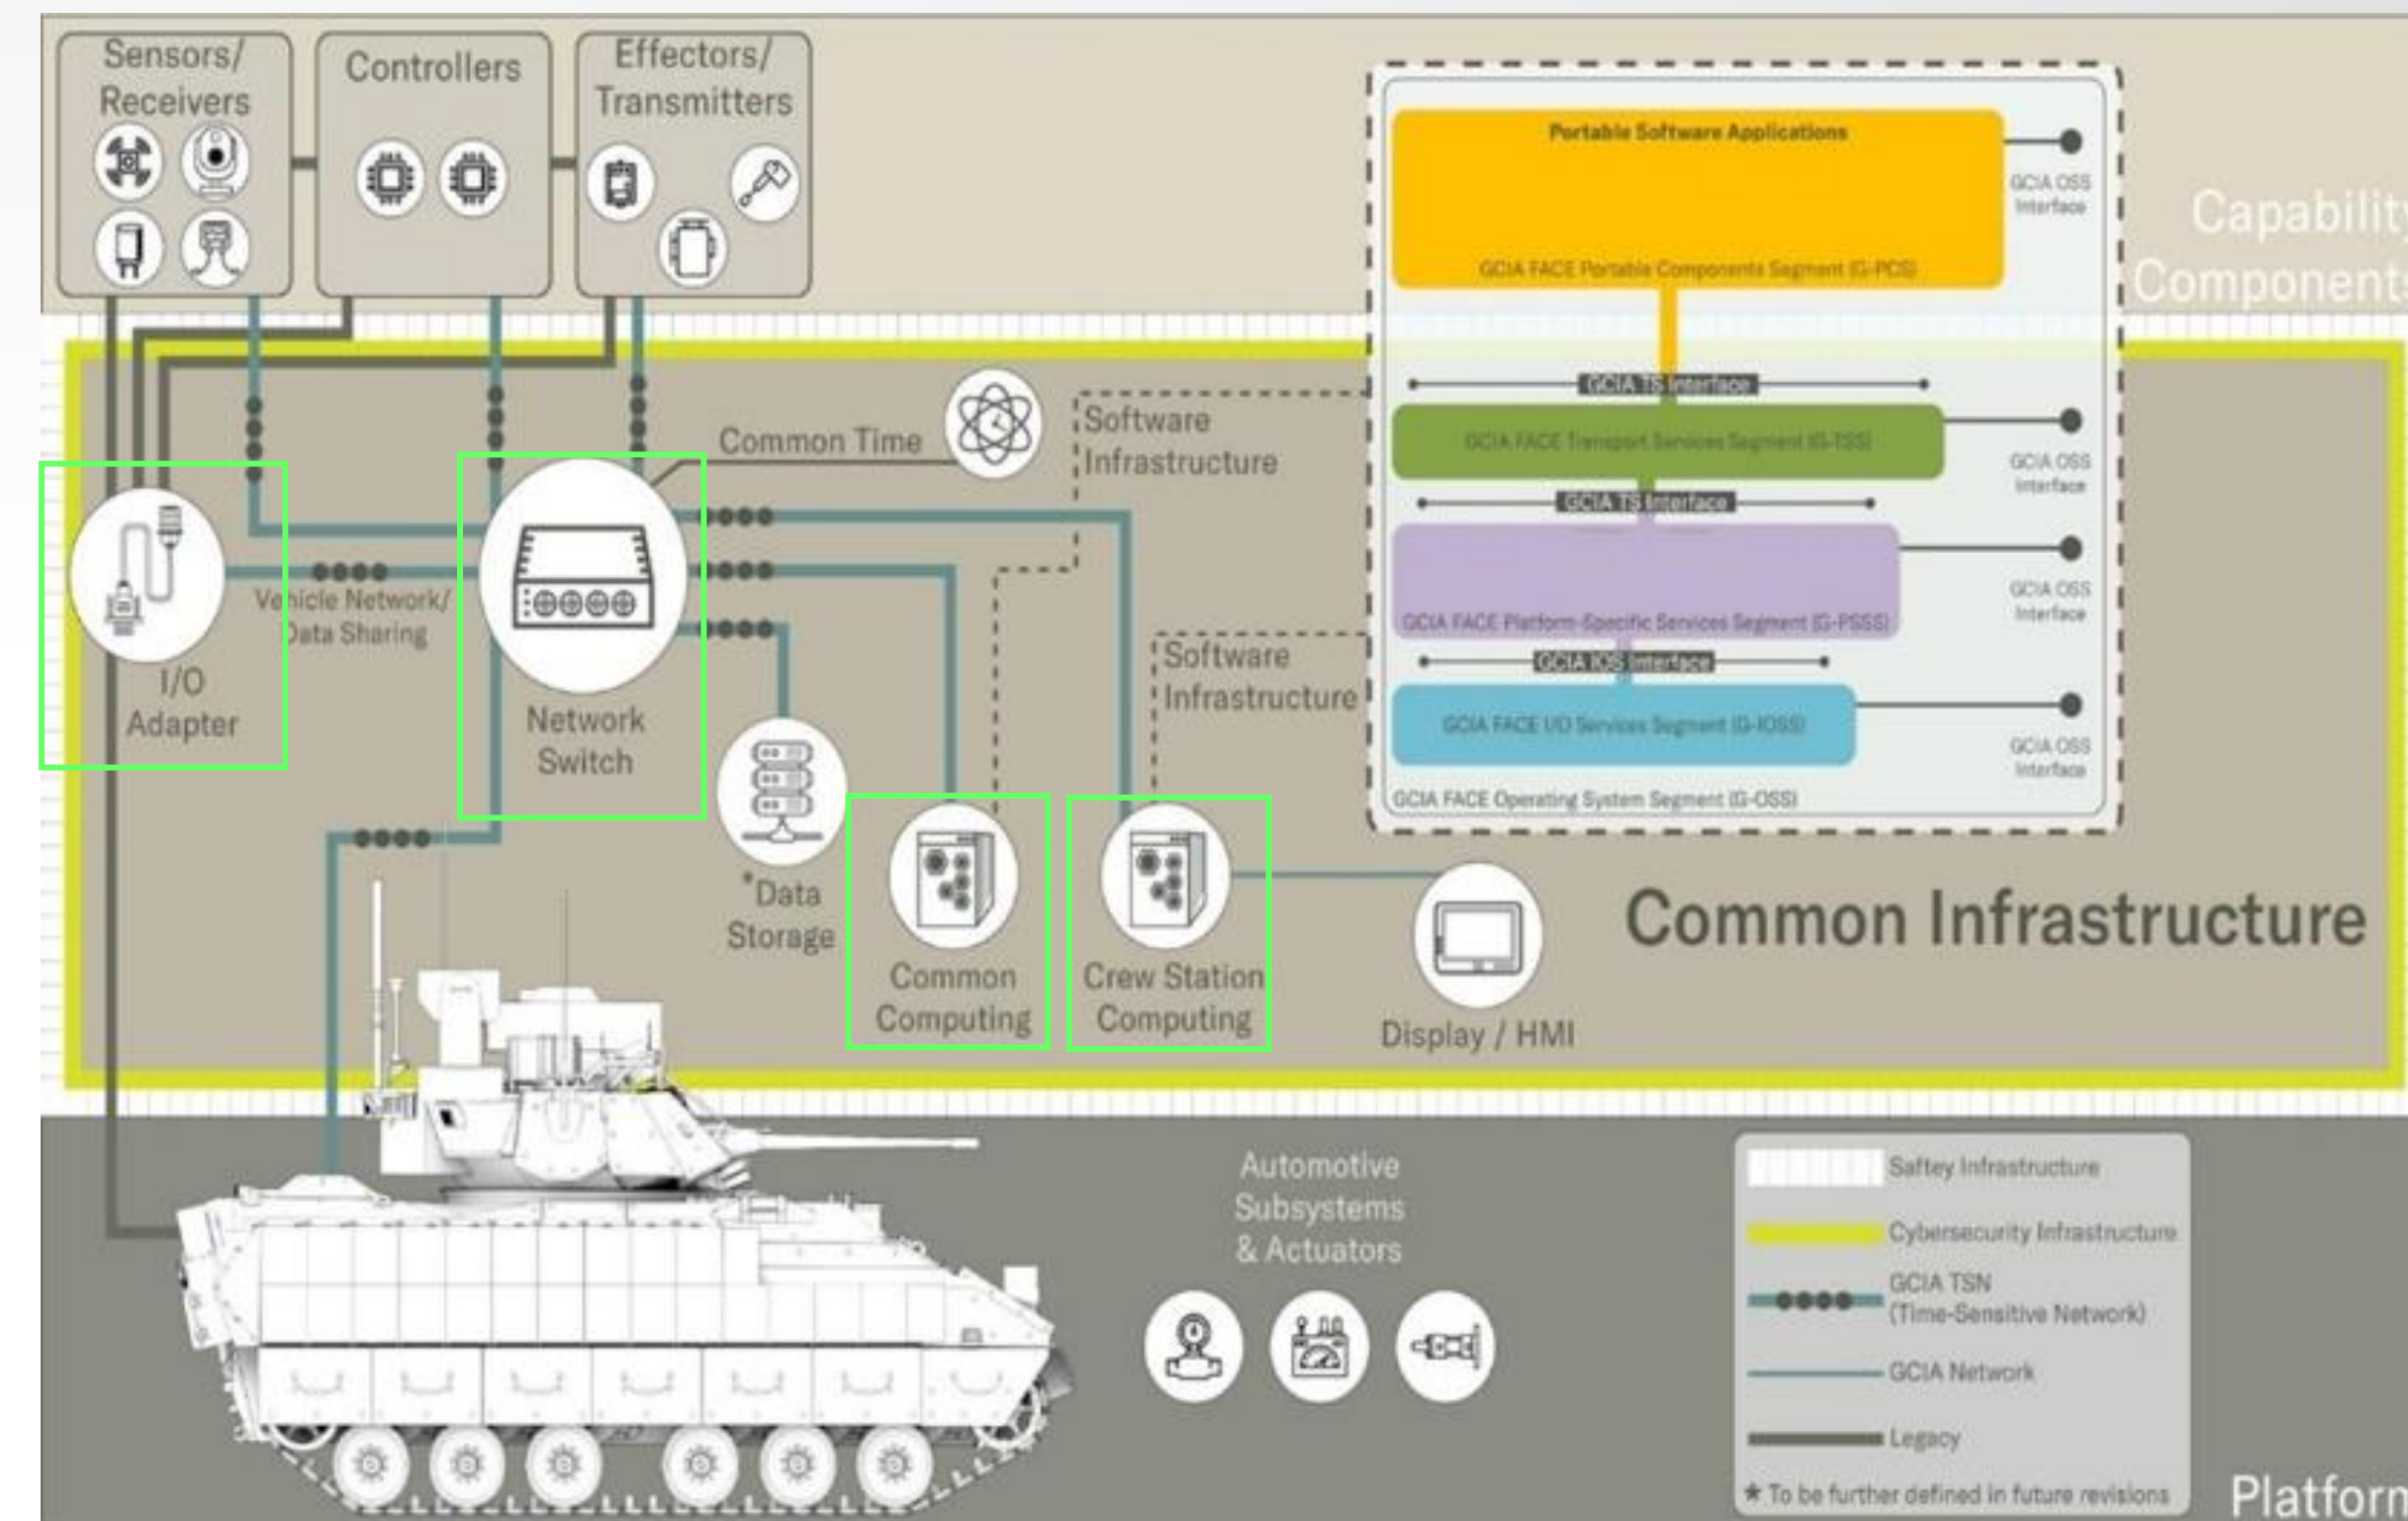 Sensors/
Receivers
Controllers
Effectors/
Transmitters
Portable Software Applications
GCIA OSS
Interface
GCIA FACE Portable Components Segment (G-PCS)
Capability
Components
GCIA TS Interface
Common Time
Software
Infrastructure
GCIA FACE Transport Services Segment (G-TSS)
GCIA OSS
Interface
GCIA TS Interface
Vehicle Network/
Data Sharing
GCIA OSS
Interface
GCIA FACE Platform-Specific Services Segment (G-PSSS)
Software
Infrastructure
GCIA IOS Interface
I/O
Adapter
Network
Switch
GCIA FACE I/O Services Segment (G-IOSS)
GCIA OSS
Interface
GCIA FACE Operating System Segment (G-OSS)
*Data
Storage
Common Infrastructure
Common
Computing
Crew Station
Computing
Display / HMI
Automotive
Subsystems
& Actuators
Saftey Infrastructure
Cybersecurity Infrastructure
GCIA TSN
(Time-Sensitive Network)
GCIA Network
Legacy
* To be further defined in future revisions
Platform